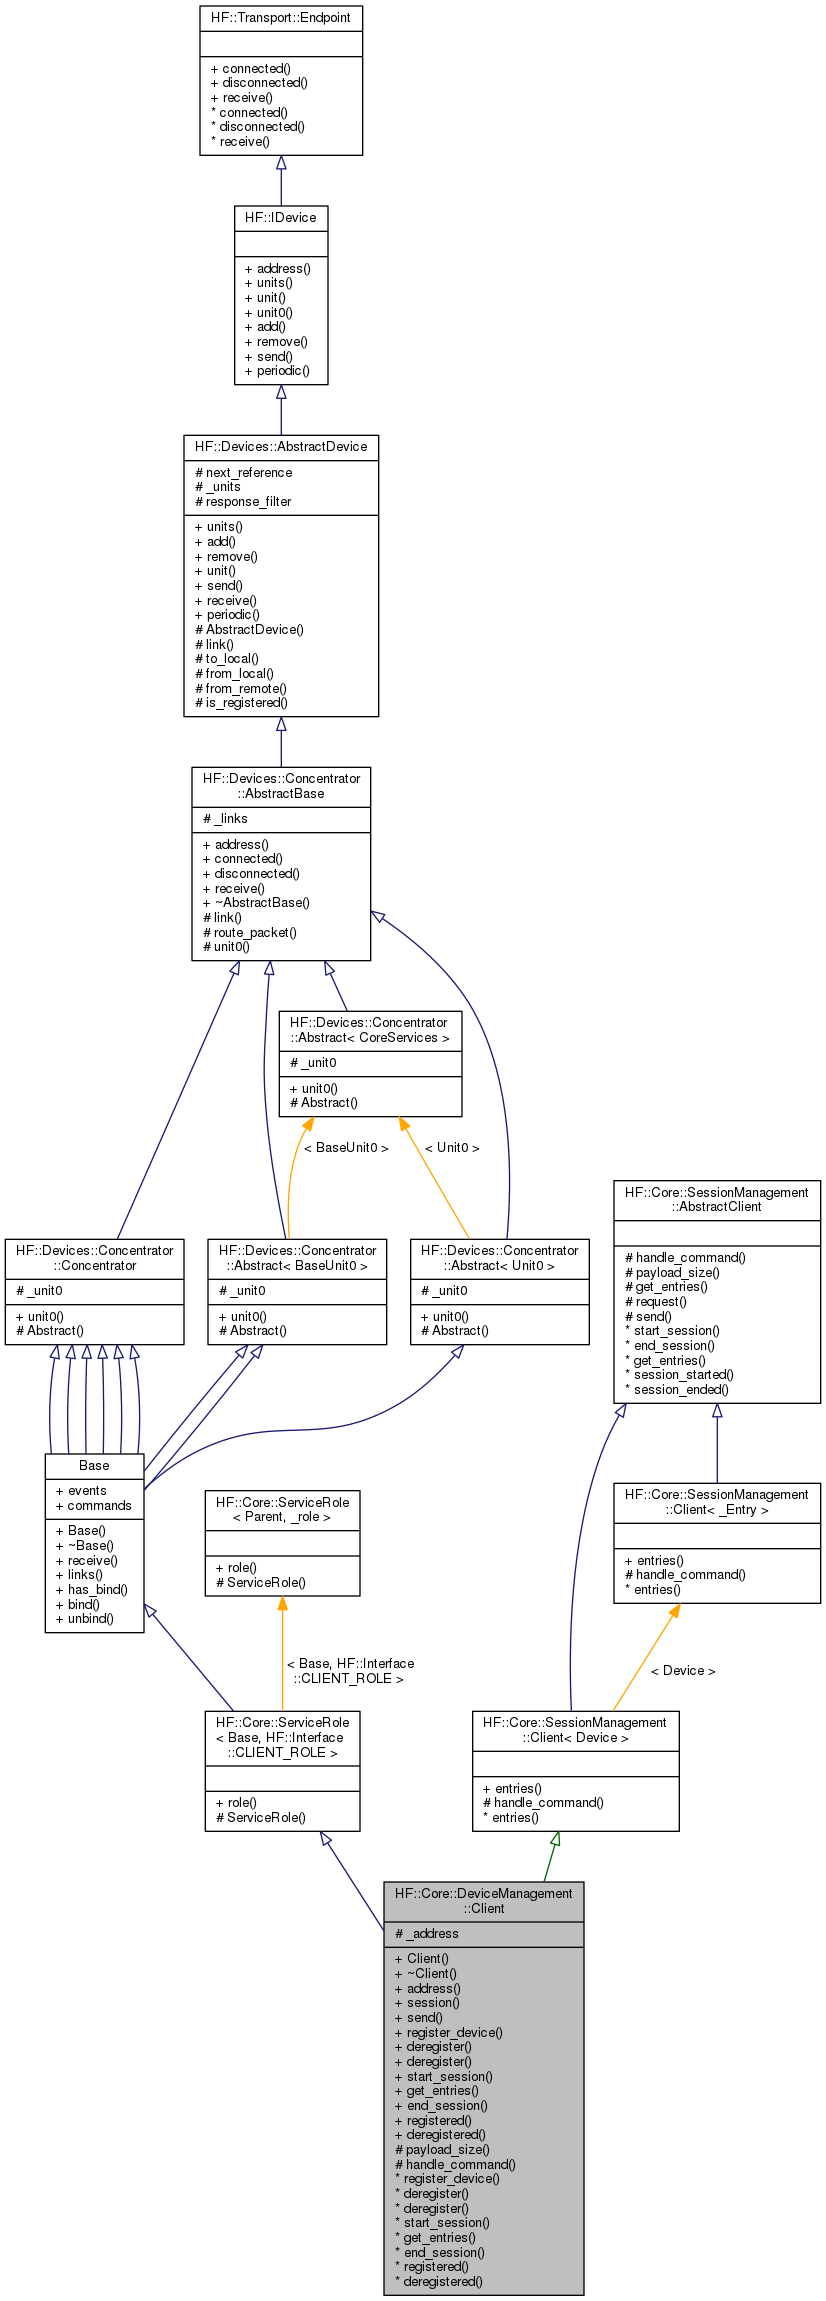 HF::Transport::Endpoint
+ connected()
+ disconnected()
+ receive()
* connected()
* disconnected()
* receive()
HF::IDevice
+ address()
+ units()
+ unit()
+ unit0()
+ add()
+ remove()
+ send()
+ periodic()
HF::Devices::AbstractDevice
# next_reference
# _units
# response_filter
+ units()
+ add()
+ remove()
+ unit()
+ send()
+ receive()
+ periodic()
# AbstractDevice()
# link()
# to_local()
# from_local()
# from_remote()
# is_registered()
HF::Devices::Concentrator
::AbstractBase
# _links
+ address()
+ connected()
+ disconnected()
+ receive()
+ ~AbstractBase()
# link()
# route_packet()
# unit0()
HF::Devices::Concentrator
::Abstract< CoreServices >
# _unit0
+ unit0()
# Abstract()
< BaseUnit0 >
< Unit0 >
HF::Devices::Concentrator
::Concentrator
# _unit0
+ unit0()
# Abstract()
HF::Devices::Concentrator
::Abstract< BaseUnit0 >
# _unit0
+ unit0()
# Abstract()
HF::Devices::Concentrator
::Abstract< Unit0 >
# _unit0
+ unit0()
# Abstract()
HF::Core::SessionManagement
::AbstractClient
# handle_command()
# payload_size()
# get_entries()
# request()
# send()
* start_session()
* end_session()
* get_entries()
* session_started()
* session_ended()
Base
+ events
+ commands
+ Base()
+ ~Base()
+ receive()
+ links()
+ has_bind()
+ bind()
+ unbind()
HF::Core::ServiceRole
< Parent, _role >
+ role()
# ServiceRole()
HF::Core::SessionManagement
::Client< _Entry >
+ entries()
# handle_command()
* entries()
< Base, HF::Interface
::CLIENT_ROLE >
< Device >
HF::Core::ServiceRole
< Base, HF::Interface
::CLIENT_ROLE >
+ role()
# ServiceRole()
HF::Core::SessionManagement
::Client< Device >
+ entries()
# handle_command()
* entries()
HF::Core::DeviceManagement
::Client
# _address
+ Client()
+ ~Client()
+ address()
+ session()
+ send()
+ register_device()
+ deregister()
+ deregister()
+ start_session()
+ get_entries()
+ end_session()
+ registered()
+ deregistered()
# payload_size()
# handle_command()
* register_device()
* deregister()
* deregister()
* start_session()
* get_entries()
* end_session()
* registered()
* deregistered()